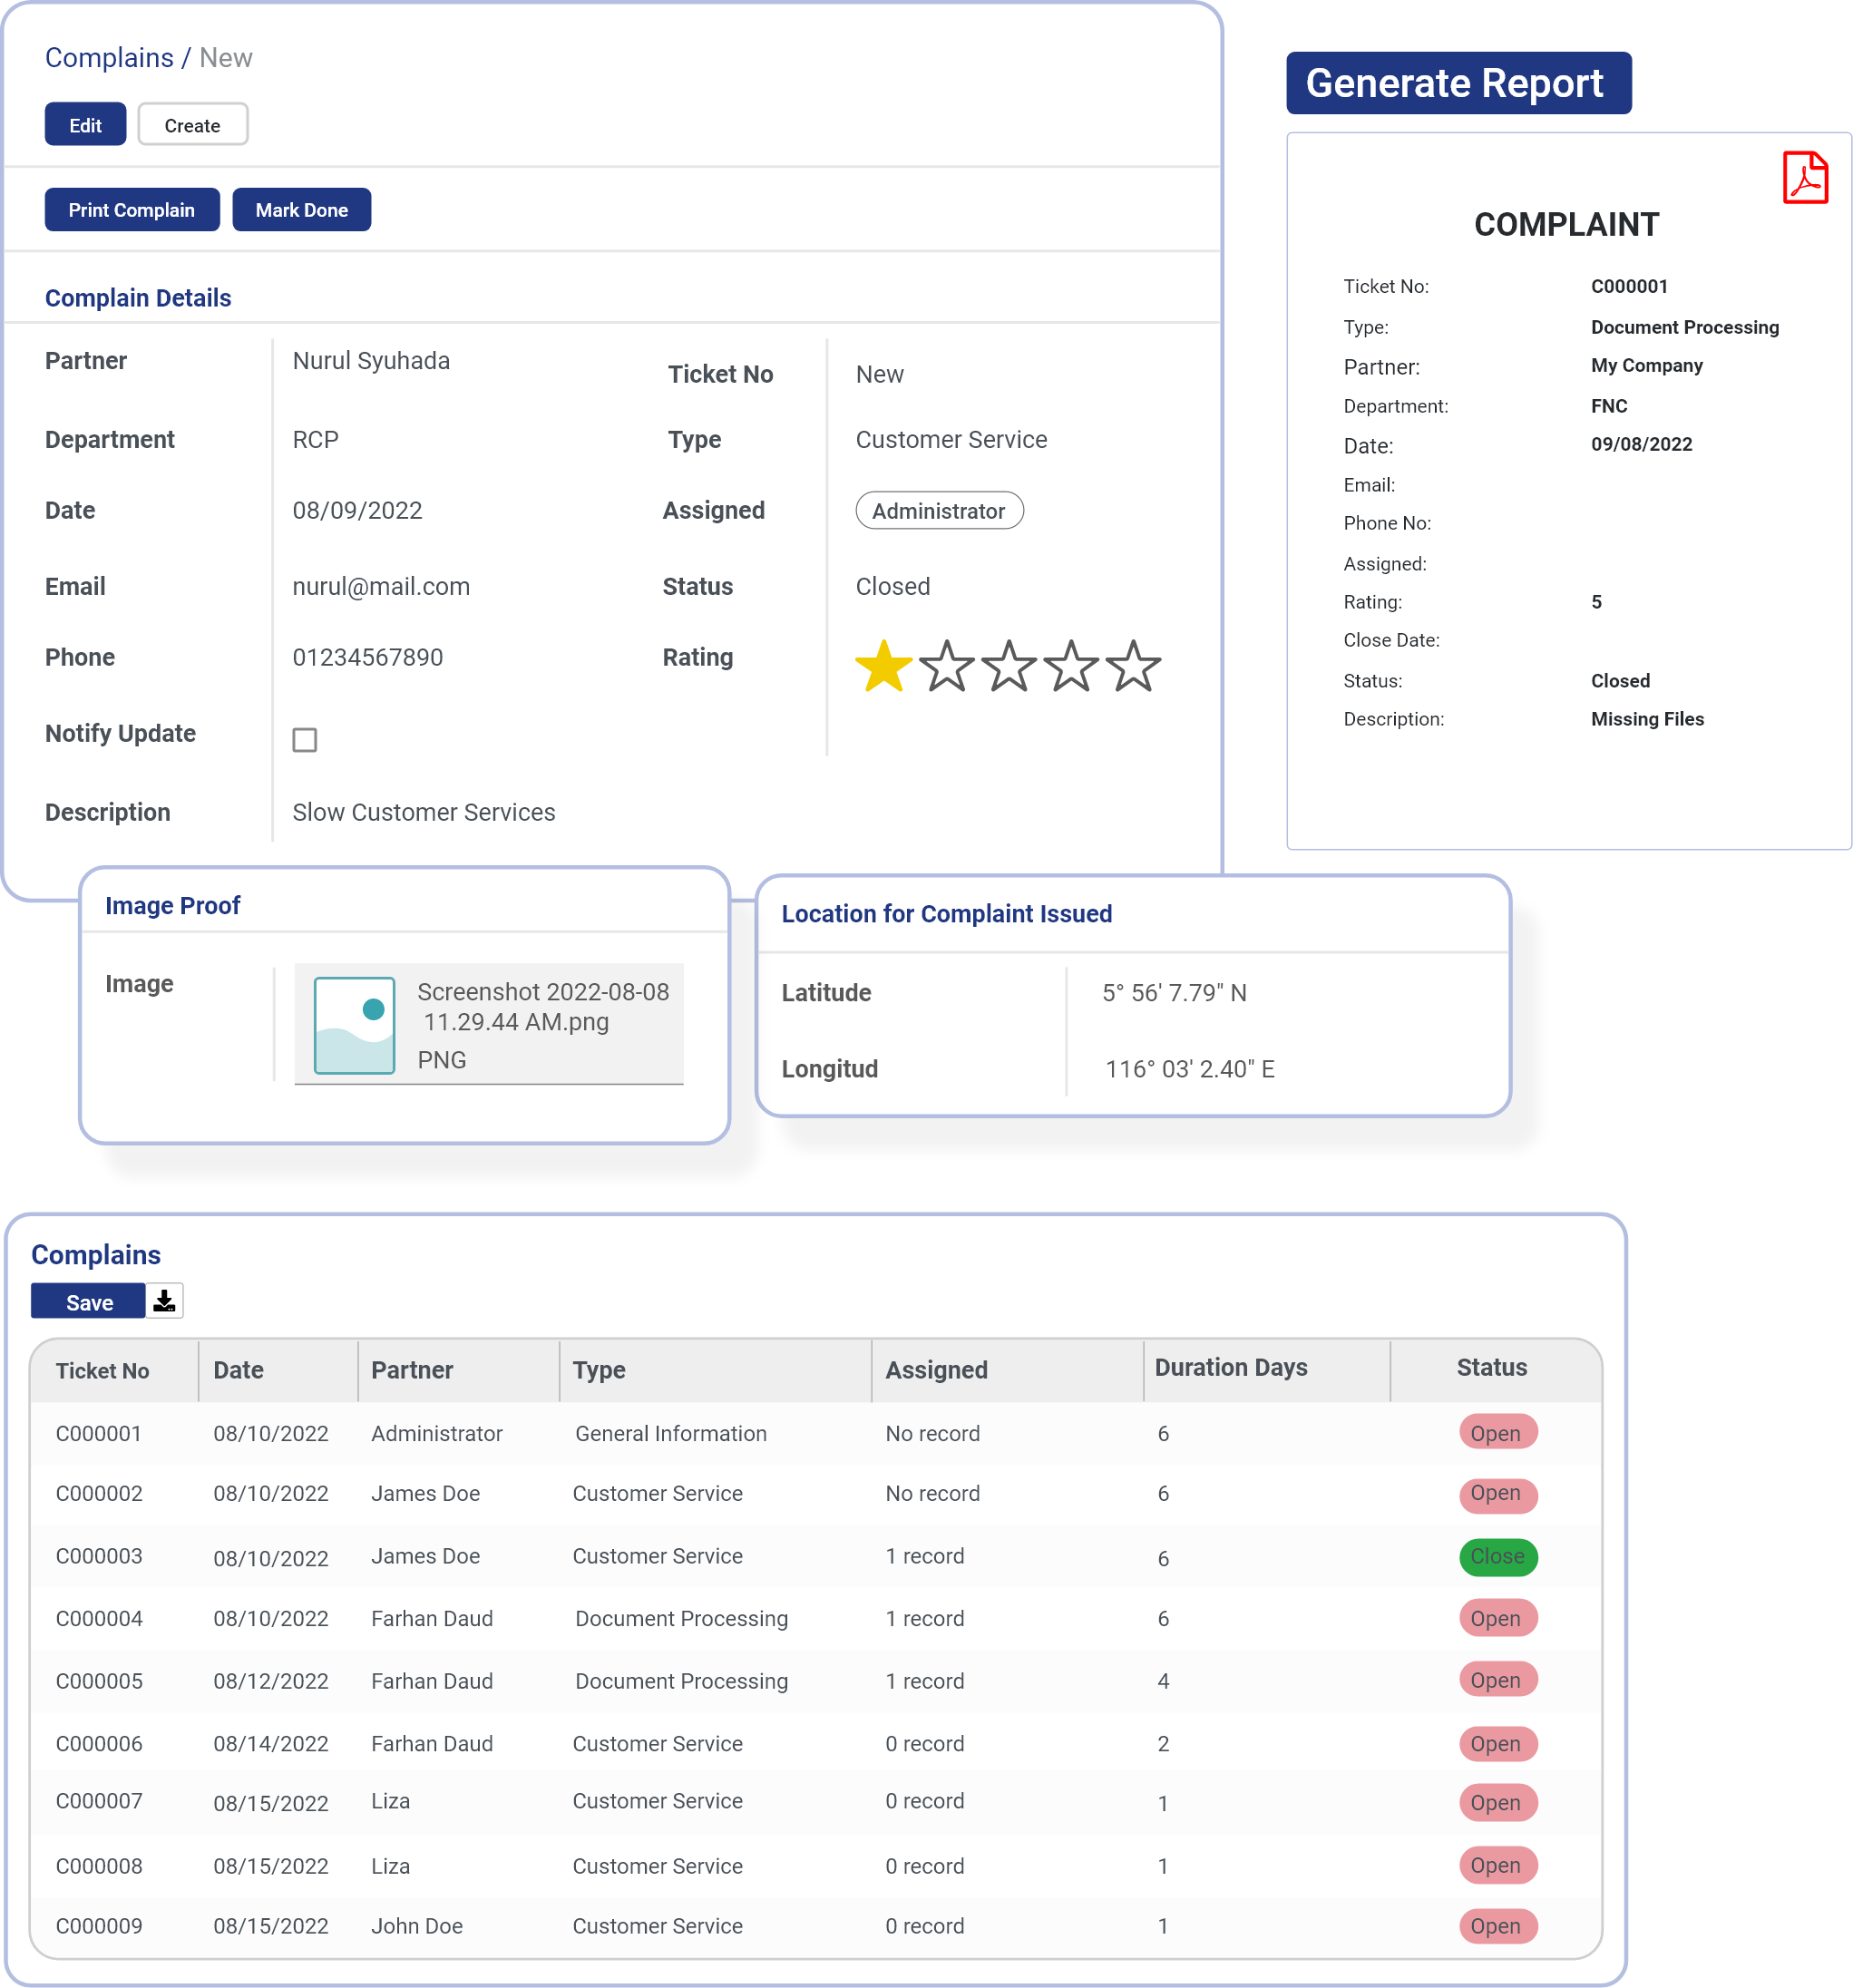 Complains / New
Edit Create
Print Complain Mark Done
Complain Details
Partner Nurul Syuhada Ticket No New
Department RCP Type Customer Service
Date 08/09/2022 Assigned Administrator
Email nurul@mail.com Status Closed
Phone 01234567890 Rating
Notify Update
Description Slow Customer Services
Generate Report
COMPLAINT
Ticket No: C000001
Type: Document Processing
Partner: My Company
Department: FNC
Date: 09/08/2022
Email:
Phone No:
Assigned:
Rating: 5
Close Date:
Status: Closed
Description: Missing Files
Image Proof
Image Screenshot 2022-08-08
11.29.44 AM.png
PNG
Location for Complaint Issued
Latitude 5° 56' 7.79" N
Longitud 116° 03' 2.40" E
Complains
Save
Ticket No Date Partner Type Assigned Duration Days Status
C000001 08/10/2022 Administrator General Information No record 6 Open
C000002 08/10/2022 James Doe Customer Service No record 6 Open
C000003 08/10/2022 James Doe Customer Service 1 record 6 Close
C000004 08/10/2022 Farhan Daud Document Processing 1 record 6 Open
C000005 08/12/2022 Farhan Daud Document Processing 1 record 4 Open
C000006 08/14/2022 Farhan Daud Customer Service 0 record 2 Open
C000007 08/15/2022 Liza Customer Service 0 record 1 Open
C000008 08/15/2022 Liza Customer Service 0 record 1 Open
C000009 08/15/2022 John Doe Customer Service 0 record 1 Open